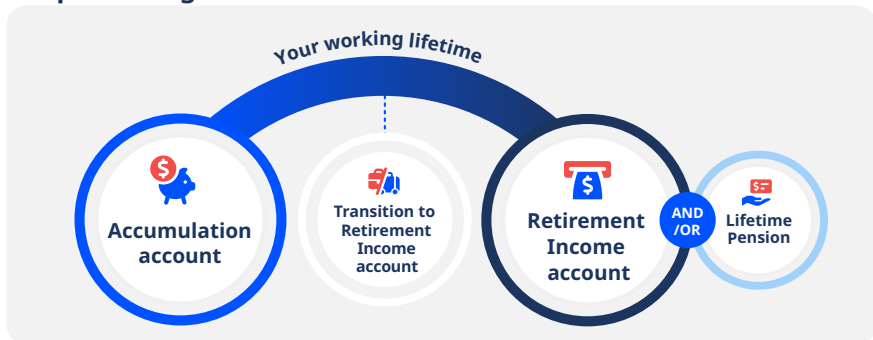 Your working lifetime
Accumulation
account
Transition to
Retirement
Income
account
Retirement
Income
account
AND
/OR
Lifetime
Pension